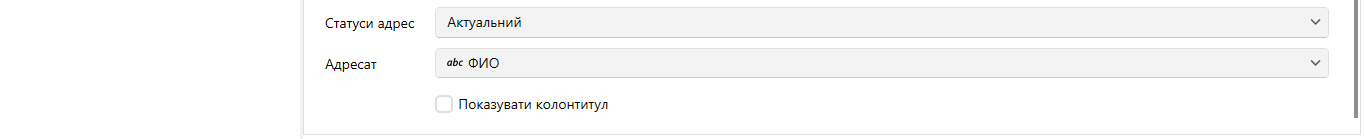 Статуси адрес Актуальний
Адресат abc ФИО
Показувати колонтитул